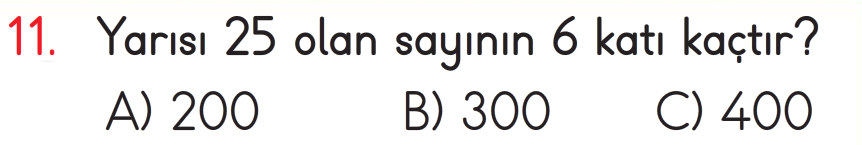 11. Yarısı 25 olan sayının 6 katı kaçtır?
A) 200 B) 300 C) 400